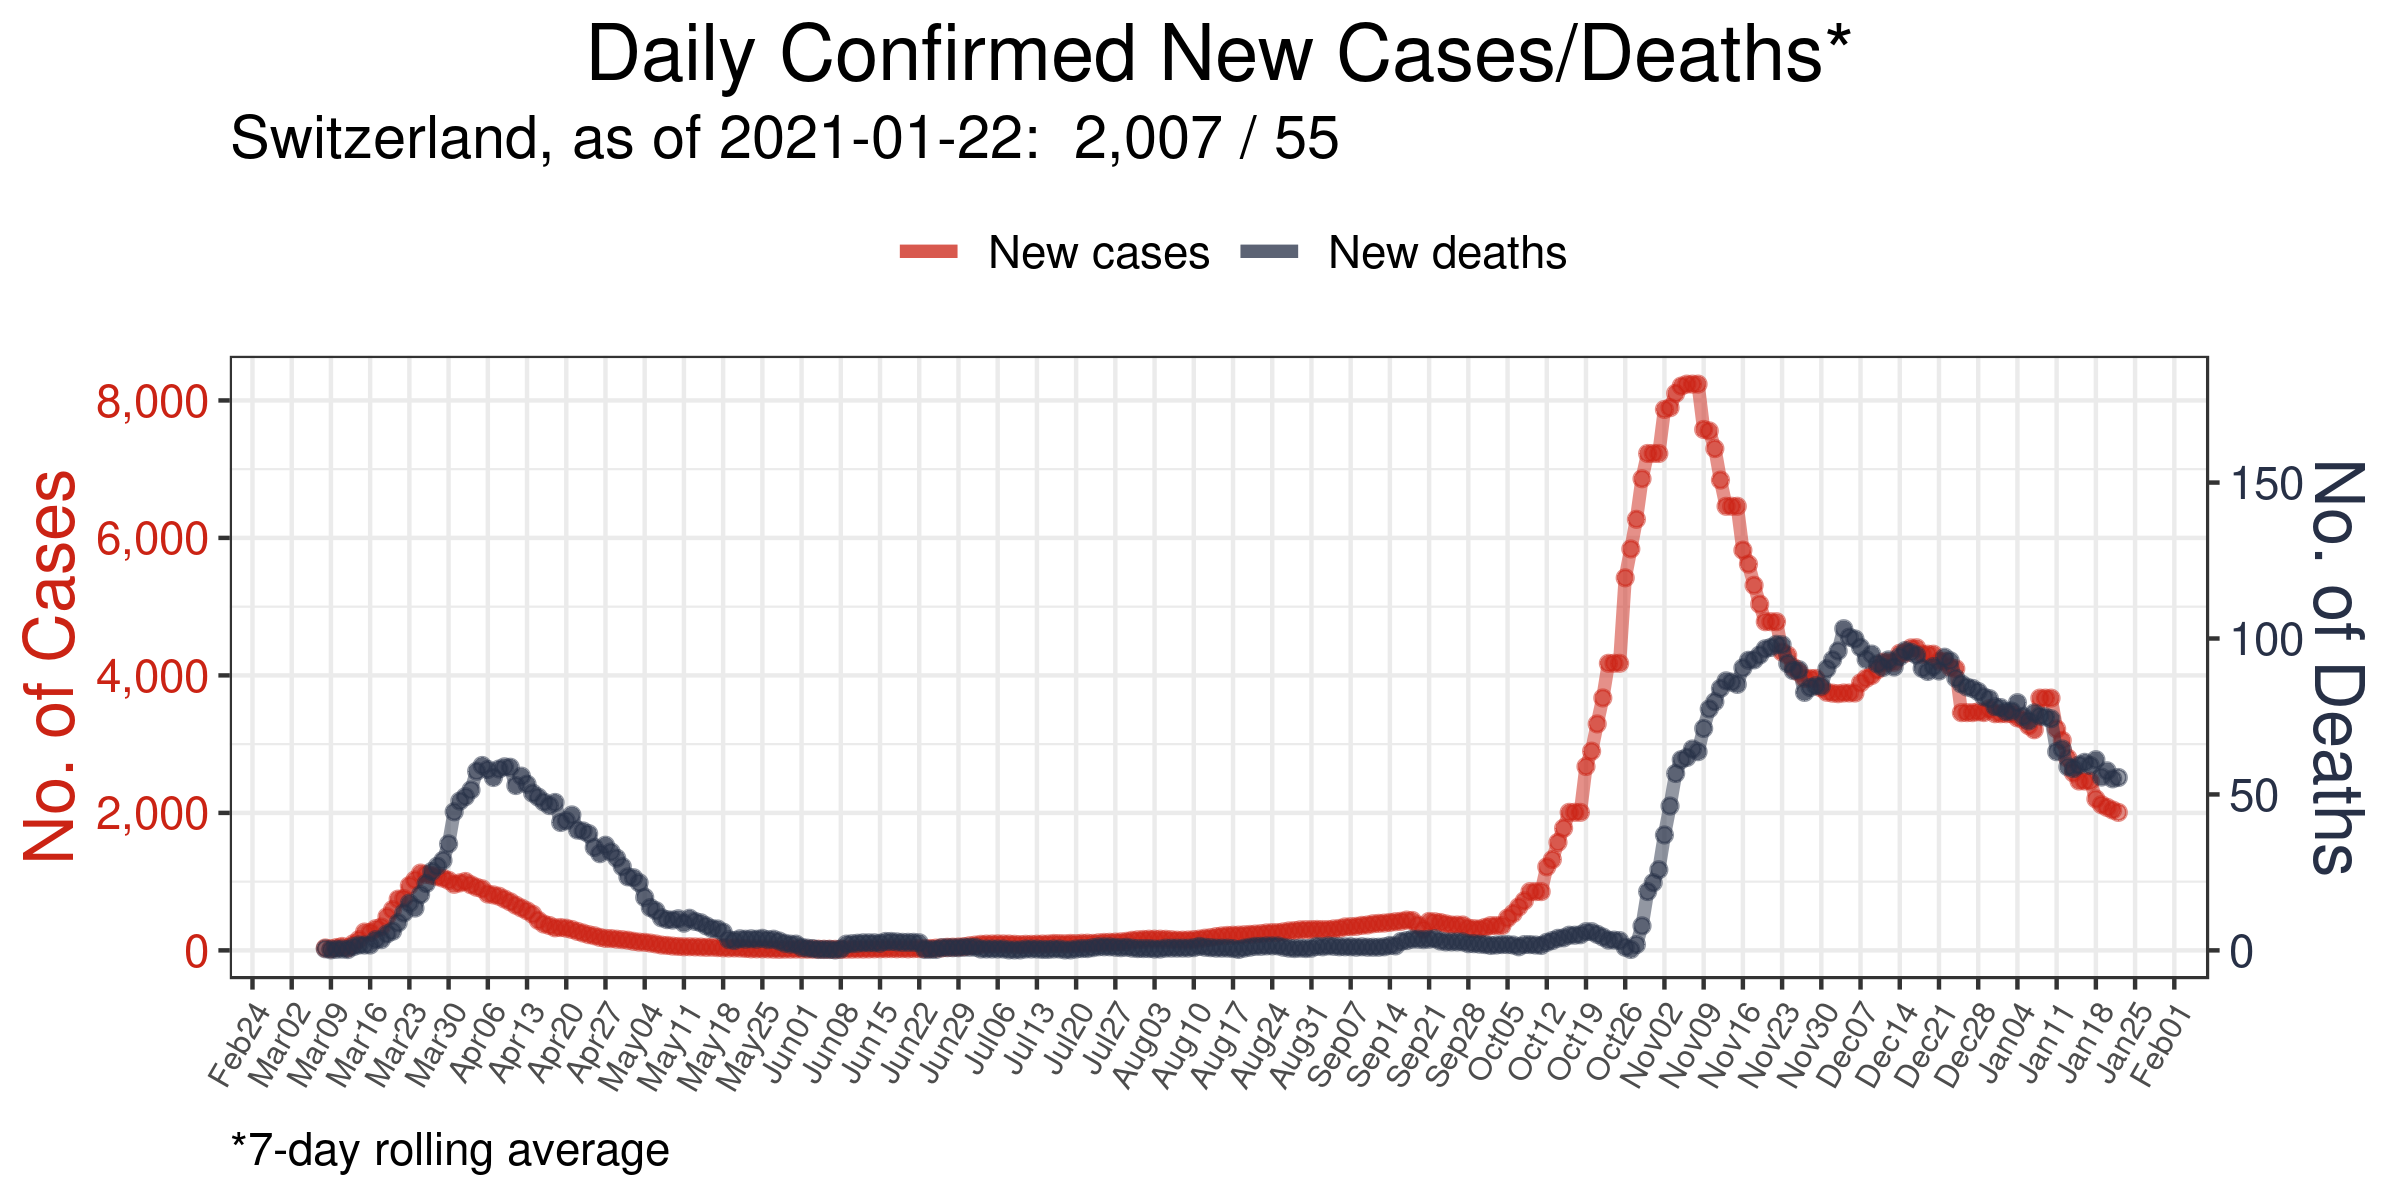 Daily Confirmed New Cases/Deaths*
Switzerland, as of 2021-01-22:  2,007 / 55
New cases
New deaths
No. of Cases
8,000
6,000
4,000
2,000
0
No. of Deaths
150
100
50
0
Feb24
Mar02
Mar09
Mar16
Mar23
Mar30
Apr06
Apr13
Apr20
Apr27
May04
May11
May18
May25
Jun01
Jun08
Jun15
Jun22
Jun29
Jul06
Jul13
Jul20
Jul27
Aug03
Aug10
Aug17
Aug24
Aug31
Sep07
Sep14
Sep21
Sep28
Oct05
Oct12
Oct19
Oct26
Nov02
Nov09
Nov16
Nov23
Nov30
Dec07
Dec14
Dec21
Dec28
Jan04
Jan11
Jan18
Jan25
Feb01
*7-day rolling average